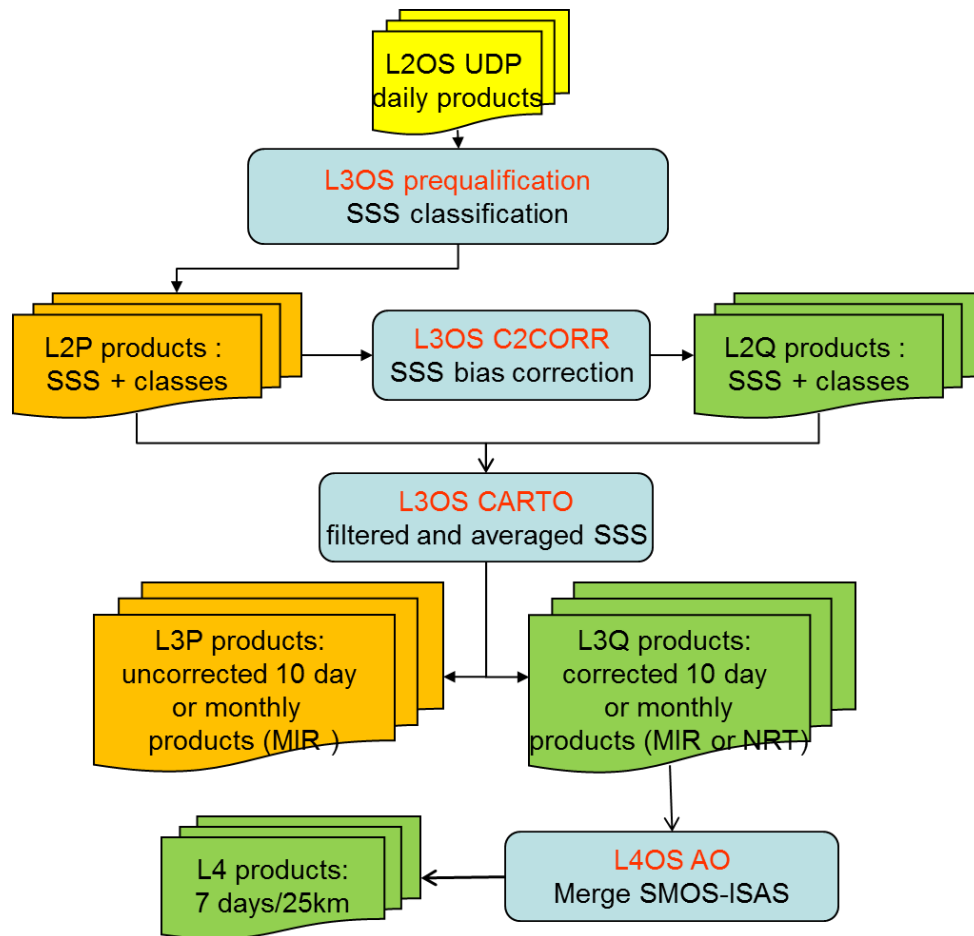 L2OS UDP
daily products
L3OS prequalification
SSS classification
L2P products :
SSS + classes
L3OS C2CORR
SSS bias correction
L2Q products :
SSS + classes
L3OS CARTO
filtered and averaged SSS
L3P products:
uncorrected 10 day
or monthly
products (MIR )
L3Q products:
corrected 10 day
or monthly
products (MIR or NRT)
L4 products:
7 days/25km
L4OS AO
Merge SMOS-ISAS